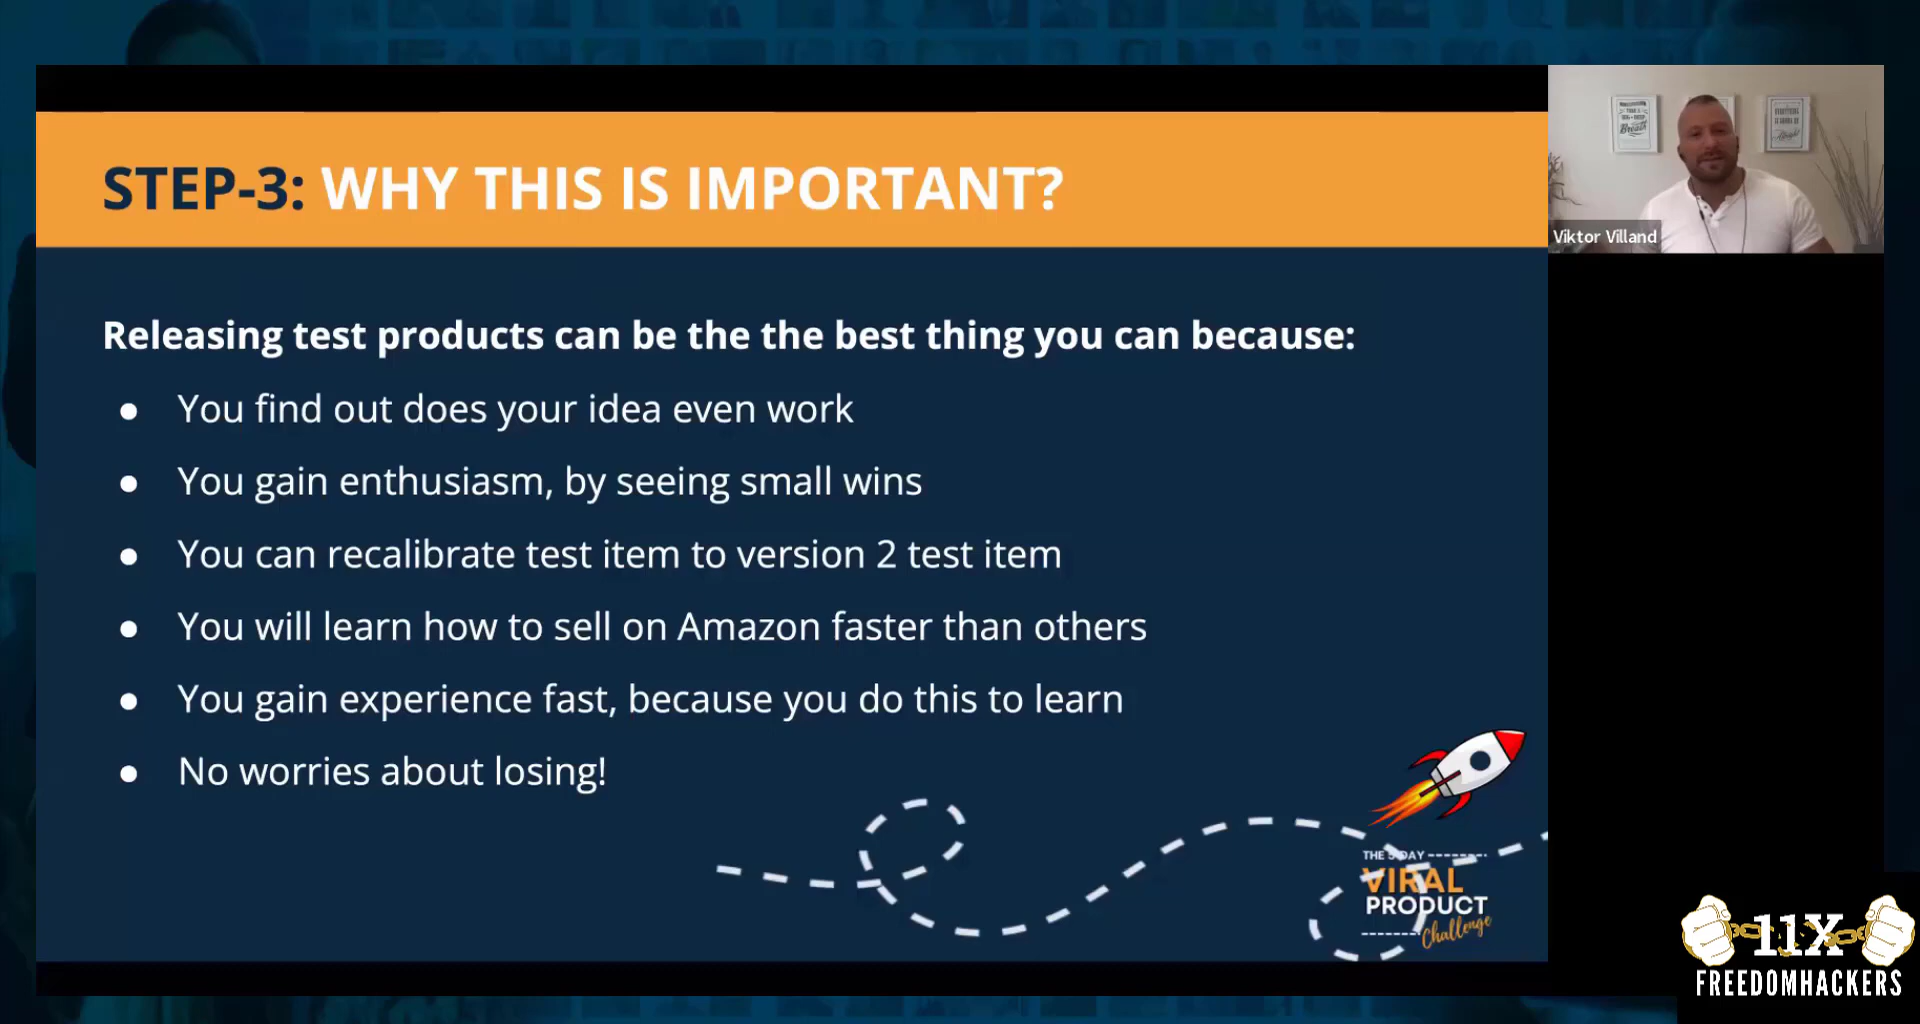 STEP-3: WHY THIS IS IMPORTANT?
Viktor Villand
Releasing test products can be the the best thing you can because:
● You find out does your idea even work
● You gain enthusiasm, by seeing small wins
● You can recalibrate test item to version 2 test item
● You will learn how to sell on Amazon faster than others
● You gain experience fast, because you do this to learn
● No worries about losing!
THE 5 DAY
VIRAL
PRODUCT
Challenge
11X
FREEDOMHACKERS